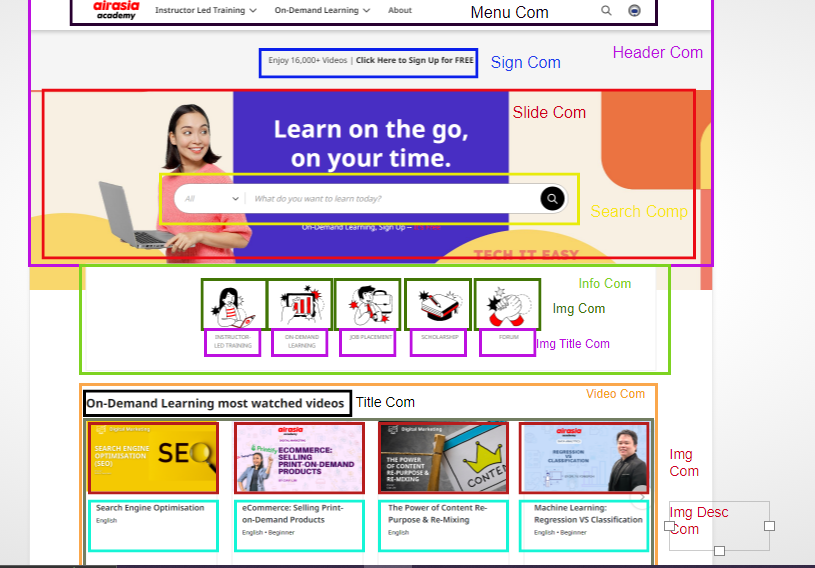 airasia
academy
Instructor Led Training
On-Demand Learning
About
Menu Com
Header Com
Enjoy 16,000+ Videos | Click Here to Sign Up for FREE
Sign Com
Slide Com
Learn on the go,
on your time.
All
What do you want to learn today?
Search Comp
On-Demand Learning, Sign Up —
TECH IT EASY
Info Com
Img Com
INSTRUCTOR-
LED TRAINING
ON-DEMAND
LEARNING
JOB PLACEMENT
SCHOLARSHIP
FORUM
Img Title Com
Video Com
On-Demand Learning most watched videos
Title Com
Digital Marketing
SEARCH ENGINE
OPTIMISATION
(SEO)
SEO
airasia
academy
DIGITAL MARKETING
Printify
ECOMMERCE:
SELLING
PRINT-ON-DEMAND
PRODUCTS
Digital Marketing
THE POWER
OF CONTENT
RE-PURPOSE &
RE-MIXING
CONTENT
airasia
academy
REGRESSION
VS
CLASSIFICATION
Img
Com
Search Engine Optimisation
English
eCommerce: Selling Print-
on-Demand Products
English • Beginner
The Power of Content Re-
Purpose & Re-Mixing
English
Machine Learning:
Regression VS Classification
English • Beginner
Img Desc
Com